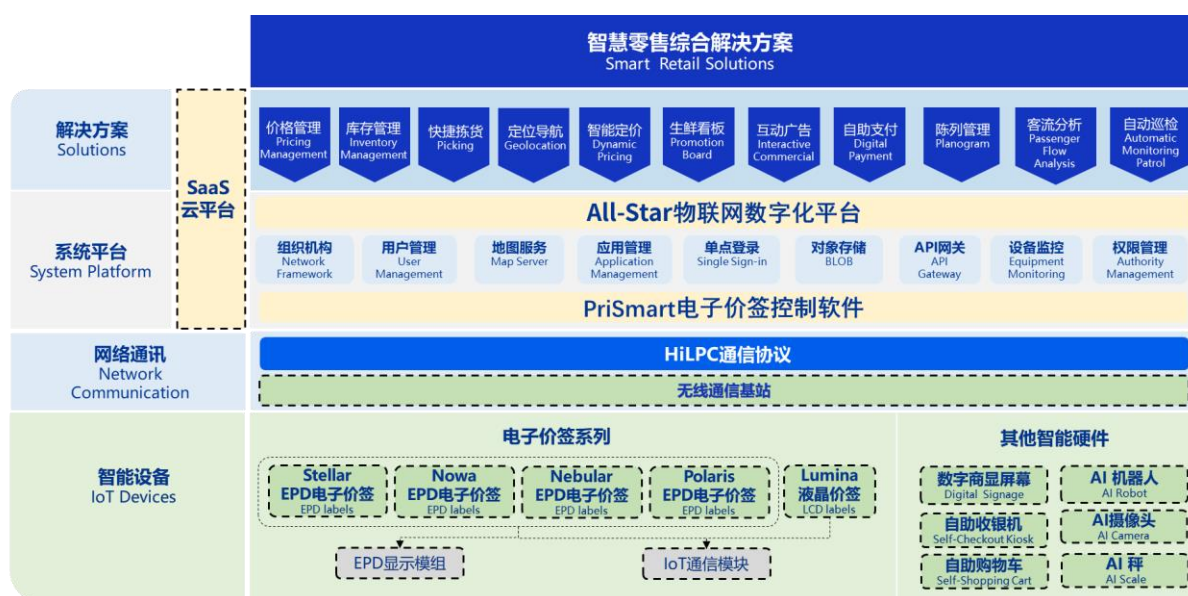 智慧零售综合解决方案
Smart Retail Solutions
解决方案
Solutions
SaaS
云平台
价格管理
Pricing
Management
库存管理
Inventory
Management
快捷拣货
Picking
定位导航
Geolocation
智能定价
Dynamic
Pricing
生鲜看板
Promotion
Board
互动广告
Interactive
Commercial
自助支付
Digital
Payment
陈列管理
Planogram
客流分析
Passenger
Flow
Analysis
自动巡检
Automatic
Monitoring
Patrol
系统平台
System Platform
All-Star物联网数字化平台
组织机构
Network
Framework
用户管理
User
Management
地图服务
Map Server
应用管理
Application
Management
单点登录
Single Sign-in
对象存储
BLOB
API网关
API
Gateway
设备监控
Equipment
Monitoring
权限管理
Authority
Management
PriSmart电子价签控制软件
网络通讯
Network
Communication
HiLPC通信协议
无线通信基站
智能设备
IoT Devices
电子价签系列
Stellar
EPD电子价签
EPD labels
Nowa
EPD电子价签
EPD labels
Nebular
EPD电子价签
EPD labels
Polaris
EPD电子价签
EPD labels
Lumina
液晶价签
LCD labels
EPD显示模组
IoT通信模块
其他智能硬件
数字商显屏幕
Digital Signage
AI 机器人
AI Robot
自助收银机
Self-Checkout Kiosk
AI摄像头
AI Camera
自助购物车
Self-Shopping Cart
AI 秤
AI Scale